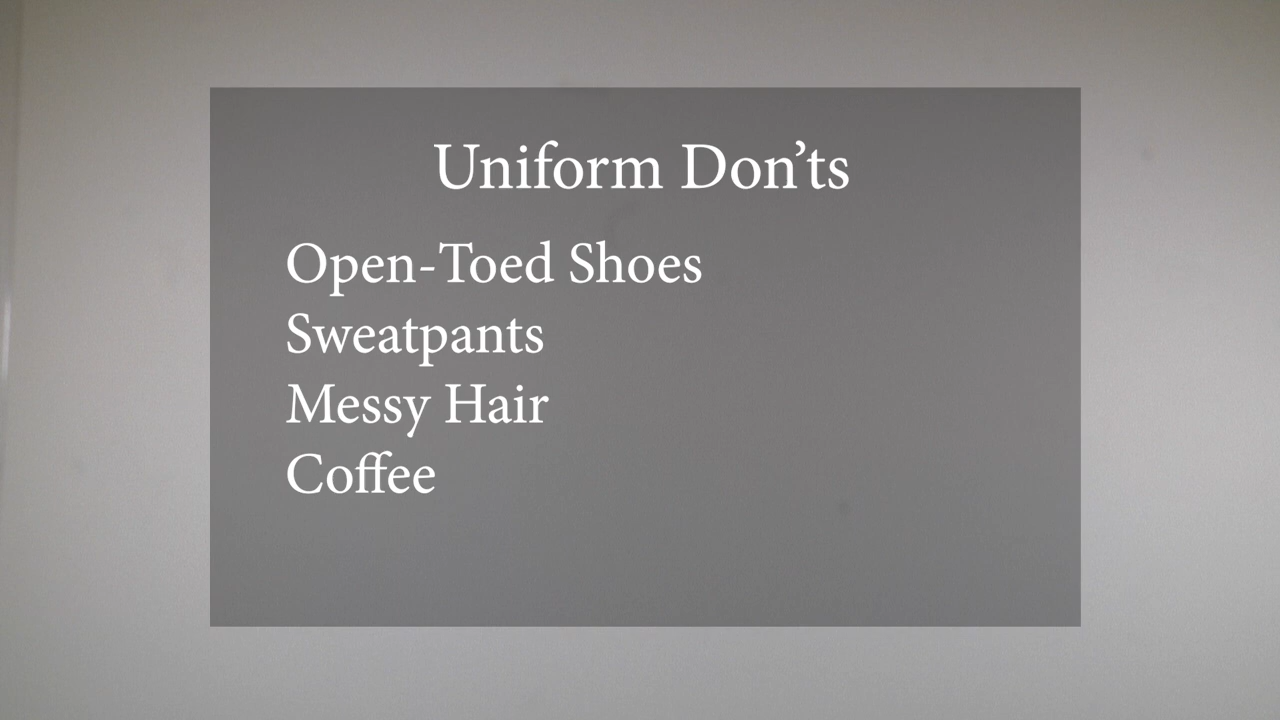 Uniform Don’ts
Open-Toed Shoes
Sweatpants
Messy Hair
Coffee